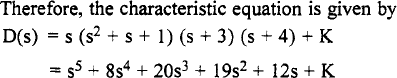 Therefore, the characteristic equation is given by
D(s) = s (s² + s + 1) (s + 3) (s + 4) + K
= s⁵ + 8s⁴ + 20s³ + 19s² + 12s + K